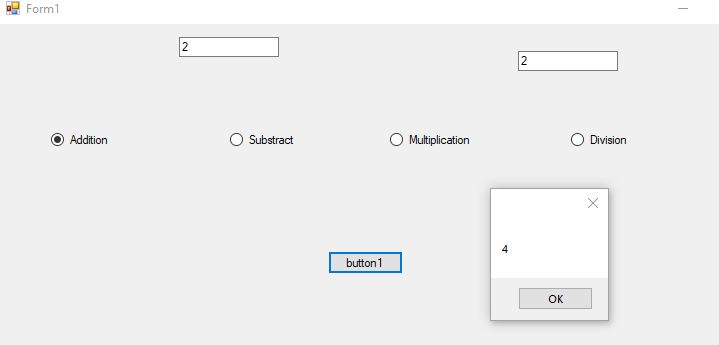 Form1
2
2
Addition
Substract
Multiplication
Division
button1
4
OK